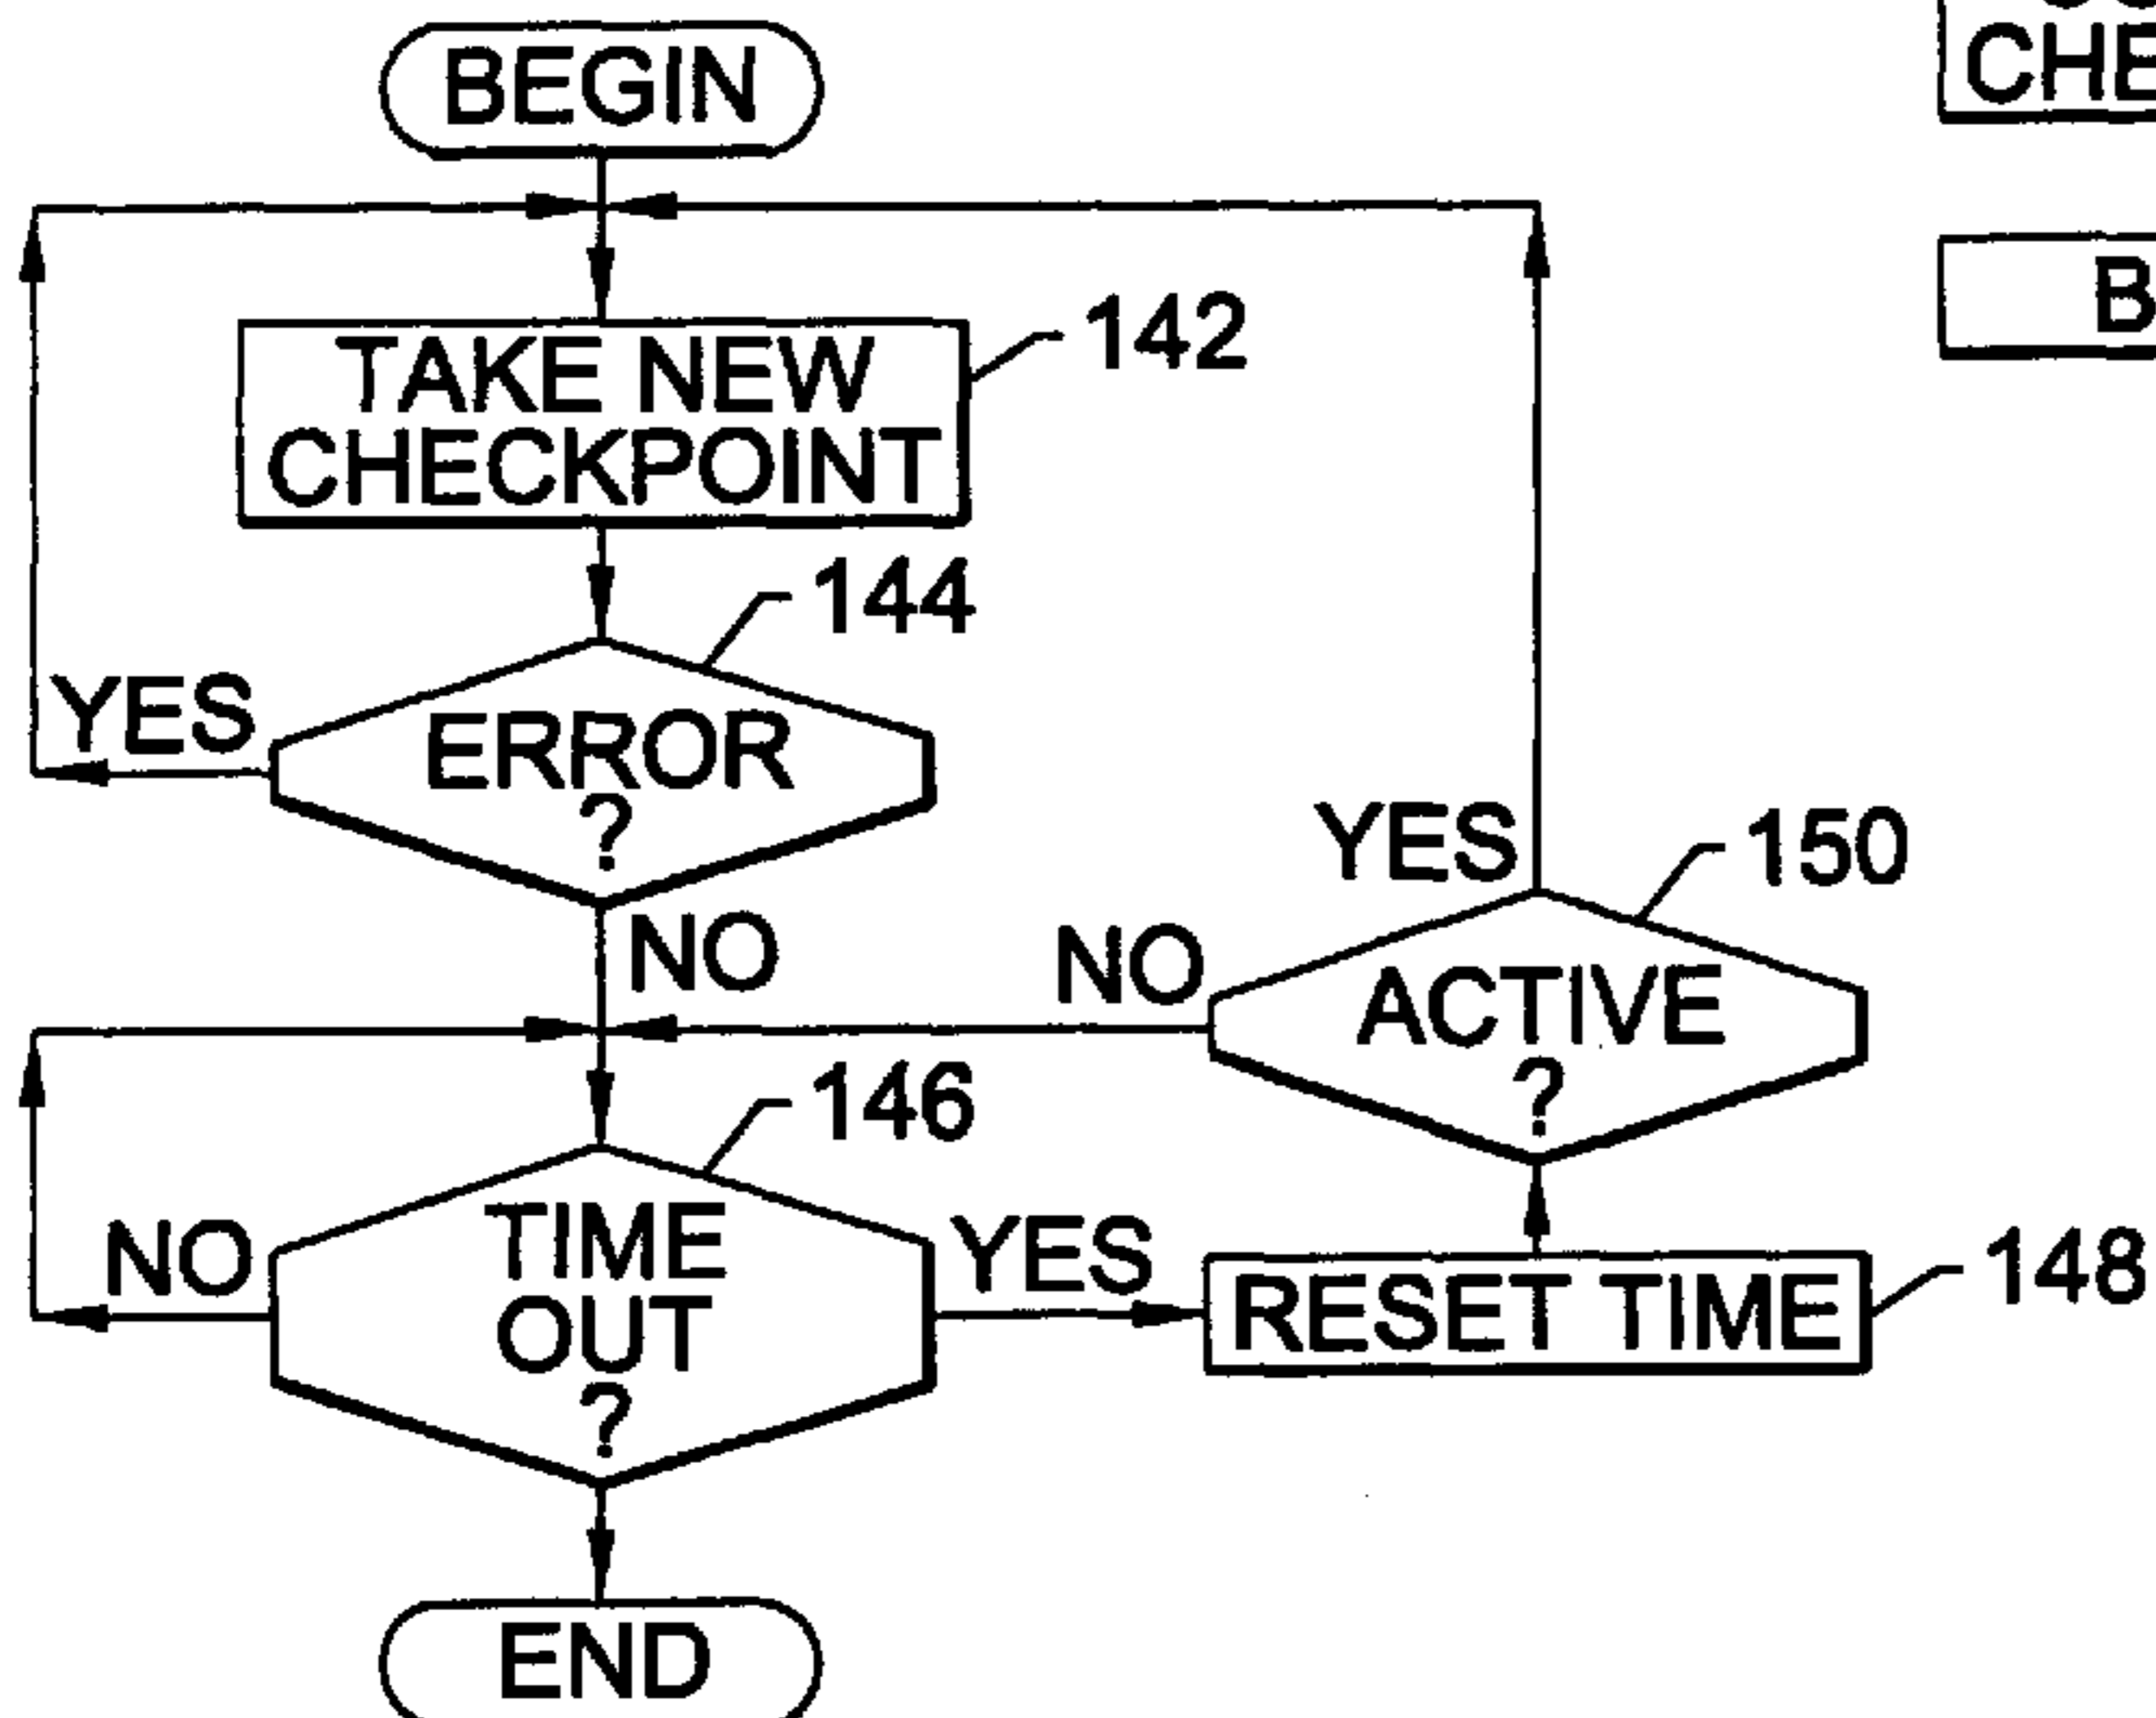 BEGIN
TAKE NEW
CHECKPOINT
142
144
YES
ERROR
?
NO
NO
YES
150
ACTIVE
?
146
NO
TIME
OUT
?
YES
RESET TIME
148
END
CHE
B